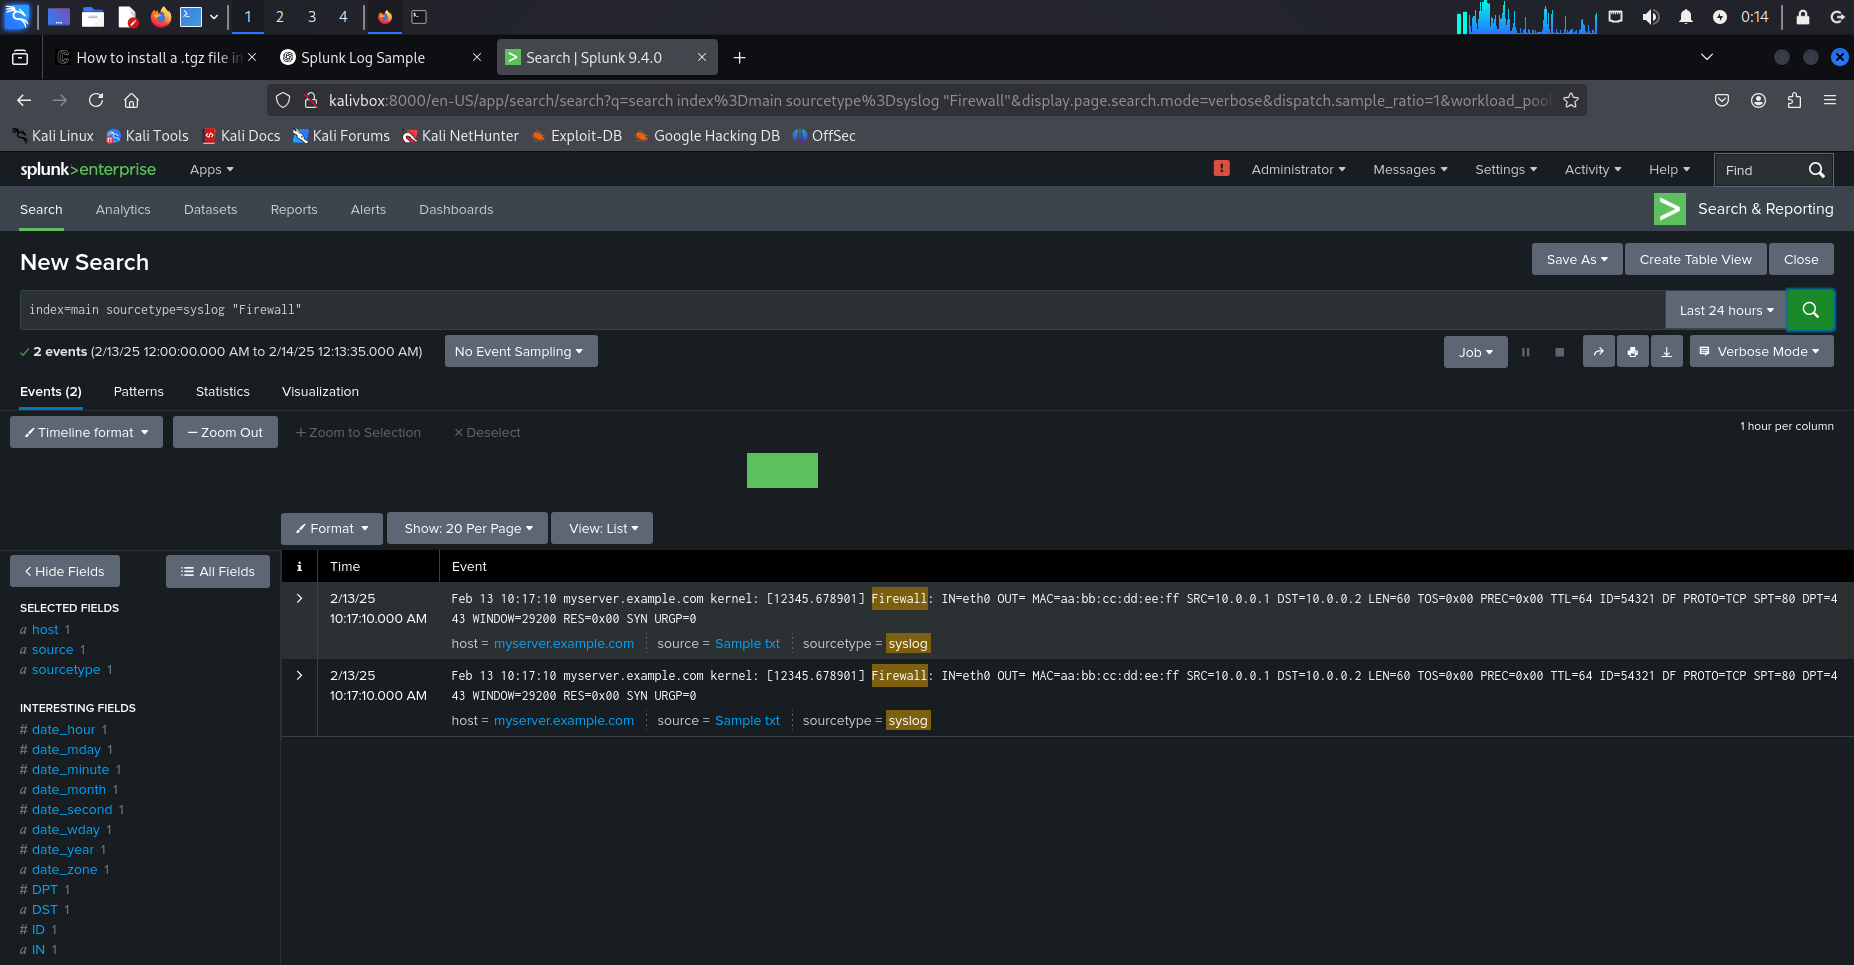 1 2 3 4 0:14
How to install a .tgz file in
Splunk Log Sample
Search | Splunk 9.4.0
kalivbox:8000/en-US/app/search/search?q=search index%3Dmain sourcetype%3Dsyslog "Firewall"&display.page.search.mode=verbose&dispatch.sample_ratio=1&workload_pool
Kali Linux Kali Tools Kali Docs Kali Forums Kali NetHunter Exploit-DB Google Hacking DB OffSec
splunk>enterprise Apps Administrator Messages Settings Activity Help Find
Search Analytics Datasets Reports Alerts Dashboards Search & Reporting
New Search Save As Create Table View Close
index=main sourcetype=syslog "Firewall" Last 24 hours
2 events (2/13/25 12:00:00.000 AM to 2/14/25 12:13:35.000 AM) No Event Sampling Job Verbose Mode
Events (2) Patterns Statistics Visualization
Timeline format Zoom Out Zoom to Selection Deselect 1 hour per column
Format Show: 20 Per Page View: List
Hide Fields All Fields
SELECTED FIELDS
a host 1
a source 1
a sourcetype 1
INTERESTING FIELDS
# date_hour 1
# date_mday 1
# date_minute 1
a date_month 1
# date_second 1
a date_wday 1
# date_year 1
a date_zone 1
# DPT 1
a DST 1
# ID 1
a IN 1
i Time Event
2/13/25
10:17:10.000 AM
Feb 13 10:17:10 myserver.example.com kernel: [12345.678901] Firewall: IN=eth0 OUT= MAC=aa:bb:cc:dd:ee:ff SRC=10.0.0.1 DST=10.0.0.2 LEN=60 TOS=0x00 PREC=0x00 TTL=64 ID=54321 DF PROTO=TCP SPT=80 DPT=4
43 WINDOW=29200 RES=0x00 SYN URGP=0
host = myserver.example.com source = Sample txt sourcetype = syslog
2/13/25
10:17:10.000 AM
Feb 13 10:17:10 myserver.example.com kernel: [12345.678901] Firewall: IN=eth0 OUT= MAC=aa:bb:cc:dd:ee:ff SRC=10.0.0.1 DST=10.0.0.2 LEN=60 TOS=0x00 PREC=0x00 TTL=64 ID=54321 DF PROTO=TCP SPT=80 DPT=4
43 WINDOW=29200 RES=0x00 SYN URGP=0
host = myserver.example.com source = Sample txt sourcetype = syslog